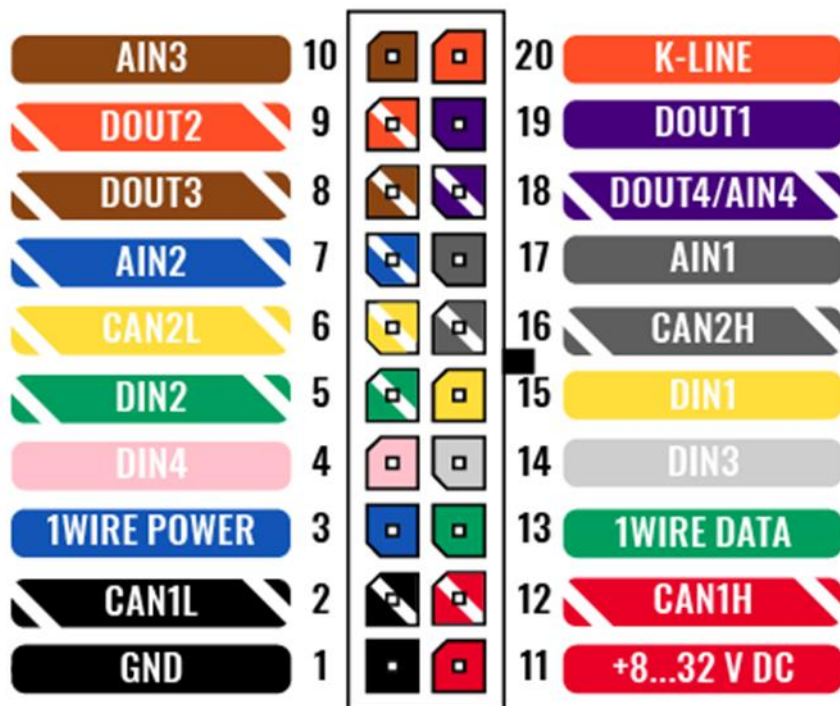 AIN3 10 20 K-LINE
DOUT2 9 19 DOUT1
DOUT3 8 18 DOUT4/AIN4
AIN2 7 17 AIN1
CAN2L 6 16 CAN2H
DIN2 5 15 DIN1
DIN4 4 14 DIN3
1WIRE POWER 3 13 1WIRE DATA
CAN1L 2 12 CAN1H
GND 1 11 +8...32 V DC